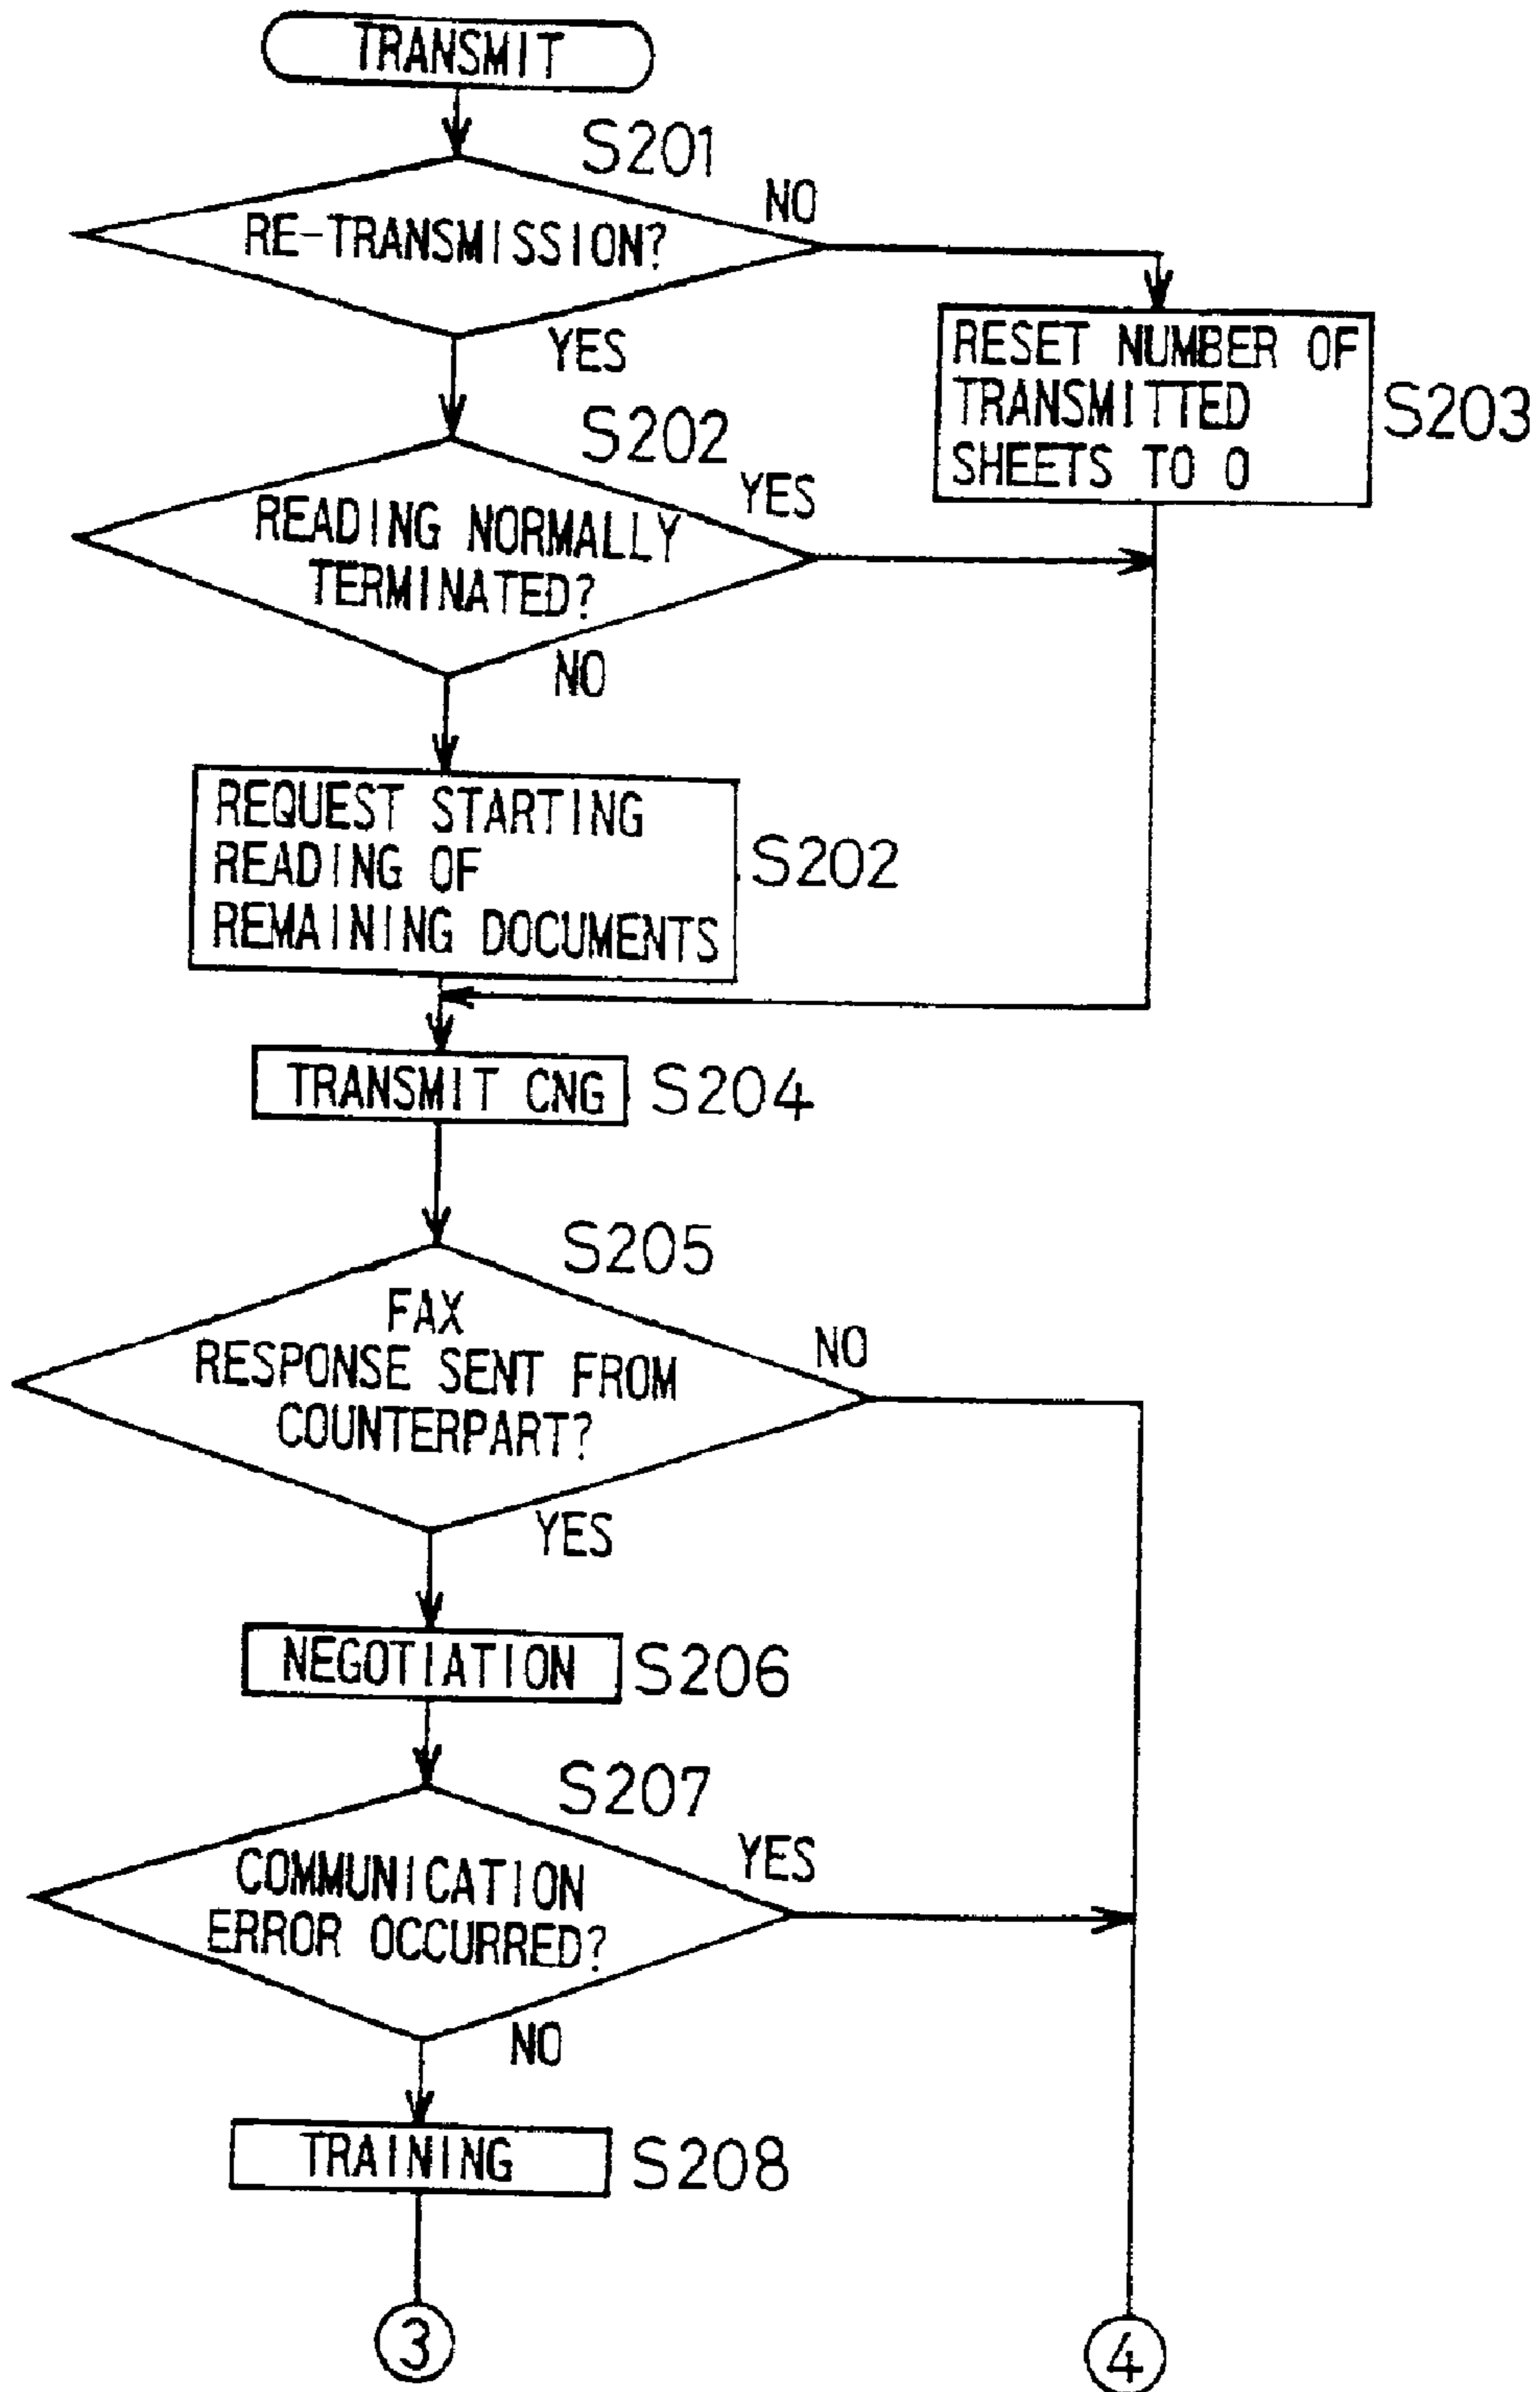 TRANSMIT
S201
RE-TRANSMISSION?
NO
YES
RESET NUMBER OF
TRANSMITTED
SHEETS TO 0
S203
S202
READING NORMALLY
TERMINATED?
YES
NO
REQUEST STARTING
READING OF
REMAINING DOCUMENTS
S202
TRANSMIT CNG
S204
S205
FAX
RESPONSE SENT FROM
COUNTERPART?
NO
YES
NEGOTIATION
S206
S207
COMMUNICATION
ERROR OCCURRED?
YES
NO
TRAINING
S208
3
4